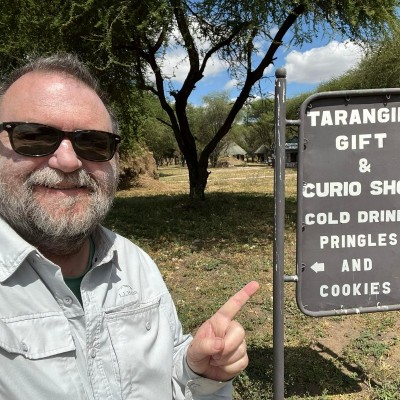 TARANGI
GIFT
&
CURIO SHO
COLD DRIN
PRINGLES
AND
COOKIES